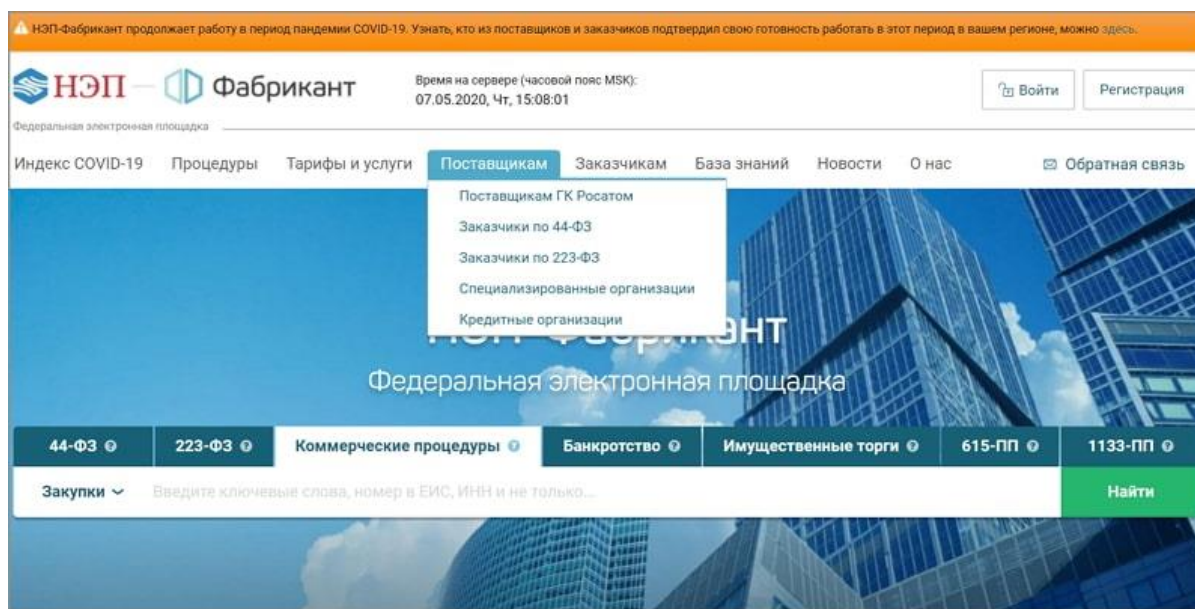 НЭП-Фабрикант продолжает работу в период пандемии COVID-19. Узнать, кто из поставщиков и заказчиков подтвердил свою готовность работать в этот период в вашем регионе, можно здесь.
НЭП – Фабрикант
Время на сервере (часовой пояс MSK):
07.05.2020, Чт, 15:08:01
Войти
Регистрация
Федеральная электронная площадка
Индекс COVID-19 Процедуры Тарифы и услуги Поставщикам Заказчикам База знаний Новости О нас Обратная связь
Поставщикам ГК Росатом
Заказчики по 44-ФЗ
Заказчики по 223-ФЗ
Специализированные организации
Кредитные организации
НЭП-Фабрикант
Федеральная электронная площадка
44-ФЗ 223-ФЗ Коммерческие процедуры Банкротство Имущественные торги 615-ПП 1133-ПП
Закупки Введите ключевые слова, номер в ЕИС, ИНН и не только... Найти